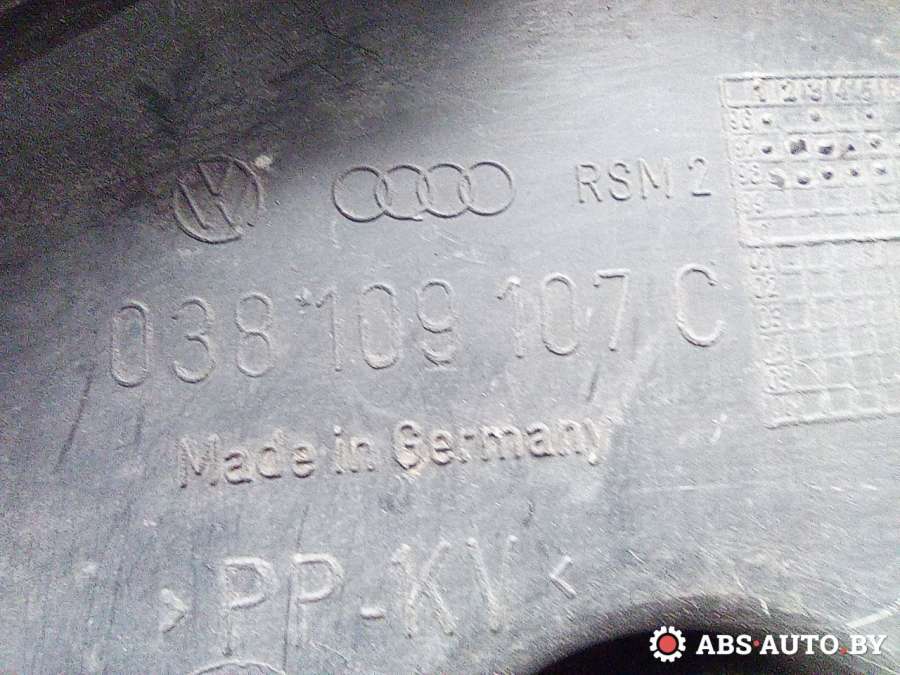 RSM 2
038 109 107 C
Made in Germany
>PP-KV<
ABS-AUTO.BY